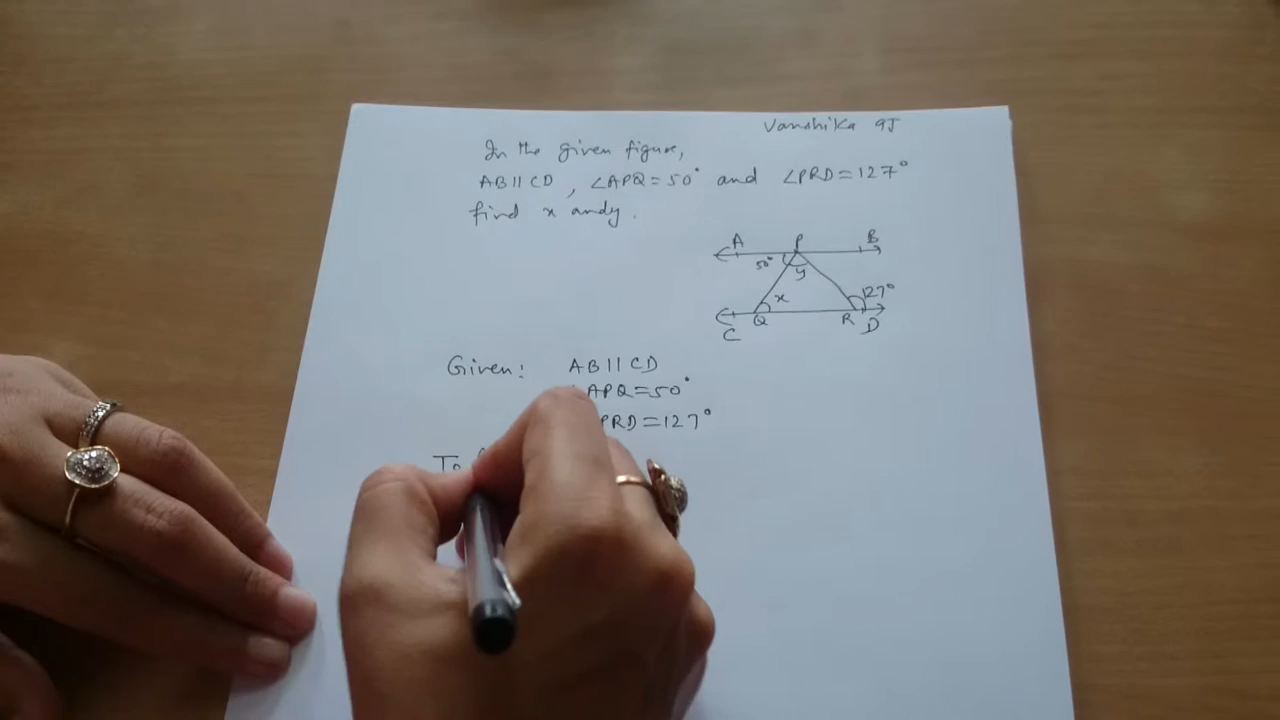 Vanshika 9J
In the given figure,
AB || CD, ∠APQ = 50° and ∠PRD = 127°
find x and y.
A P B
50° y
x 127°
C Q R D
Given: AB || CD
APQ = 50°
PRD = 127°
To